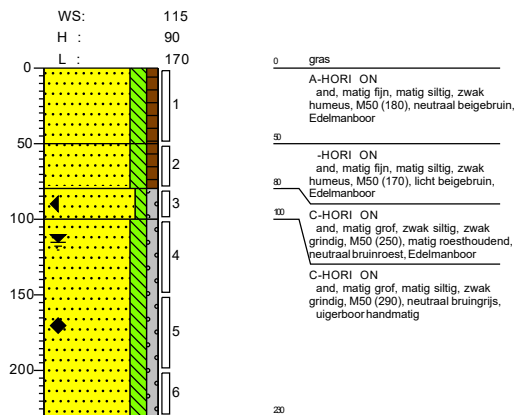 WS: 115
H : 90
L : 170
0
50
100
150
200
1
2
3
4
5
6
0 gras
A-HORI ON
and, matig fijn, matig siltig, zwak
humeus, M50 (180), neutraal beigebruin,
Edelmanboor
50
-HORI ON
and, matig fijn, matig siltig, zwak
humeus, M50 (170), licht beigebruin,
Edelmanboor
80
C-HORI ON
and, matig grof, zwak siltig, zwak
grindig, M50 (250), matig roesthoudend,
neutraal bruinroest, Edelmanboor
100
C-HORI ON
and, matig grof, matig siltig, zwak
grindig, M50 (290), neutraal bruingrijs,
uigerboor handmatig
230